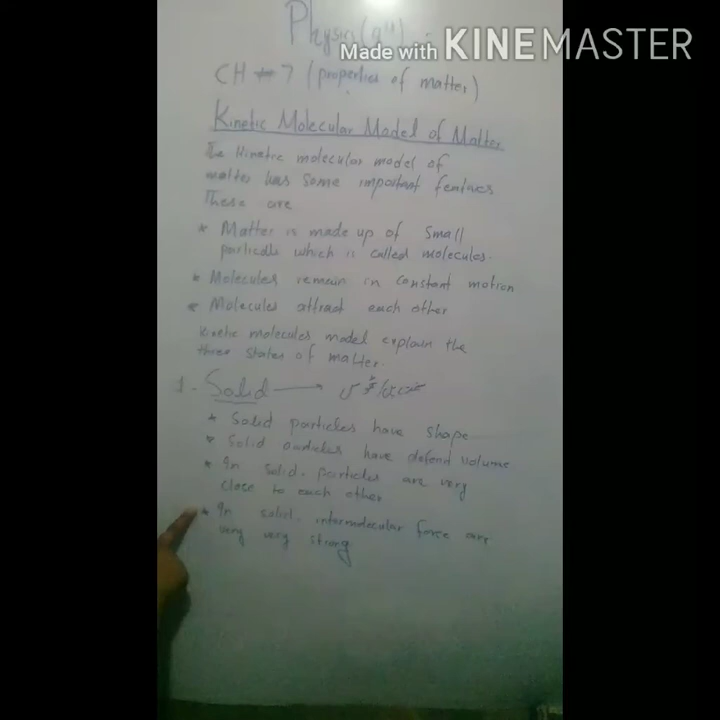 Physics (9th)
Made with KINEMASTER
CH # 7 (properties of matter)
Kinetic Molecular Model of Matter
The Kinetic molecular model of
matter has some important features
These are
* Matter is made up of small
particals which is called moleculos.
* Molecules remain in constant motion
* Molecules attract each other
Kinetic molecules model explain the
three states of matter.
1. Solid →
* Solid particles have shape
* Solid particles have defend volume
* In solid. particles are very
close to each other
* In solid. intermolecular force are
very very strong